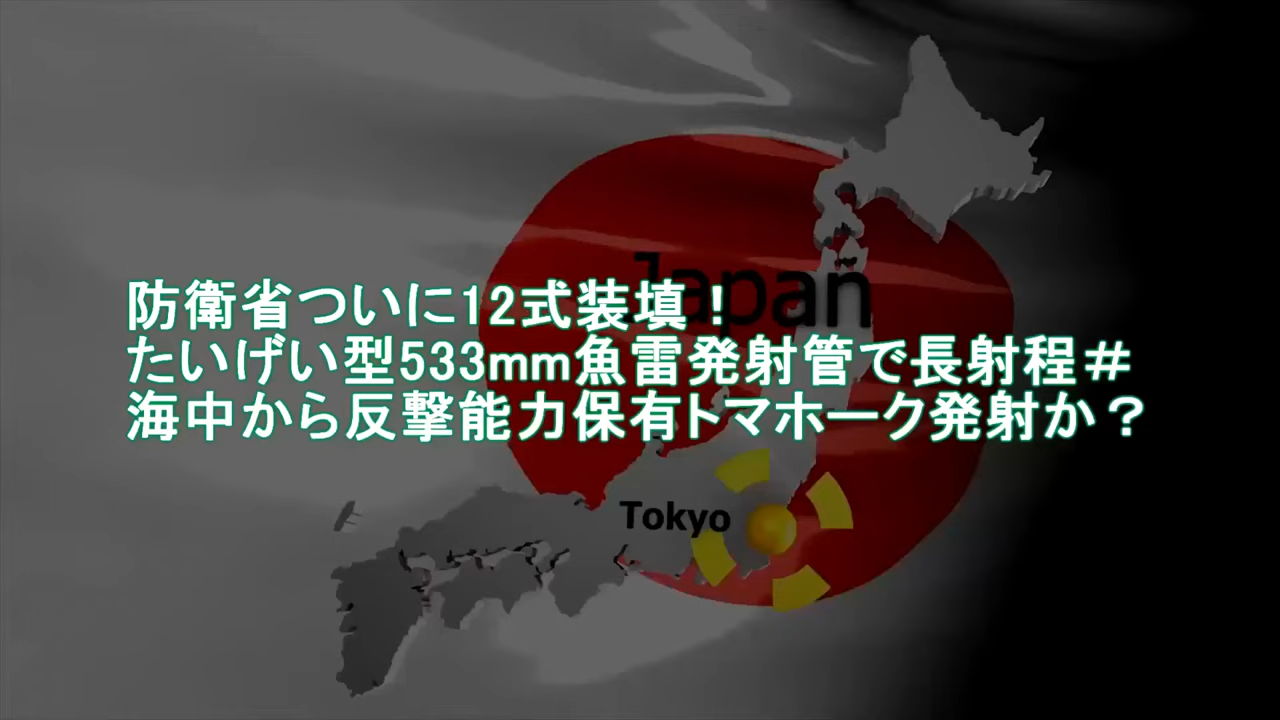 Japan
防衛省ついに12式装填！
たいげい型533mm魚雷発射管で長射程＃
海中から反撃能力保有トマホーク発射か？
Tokyo